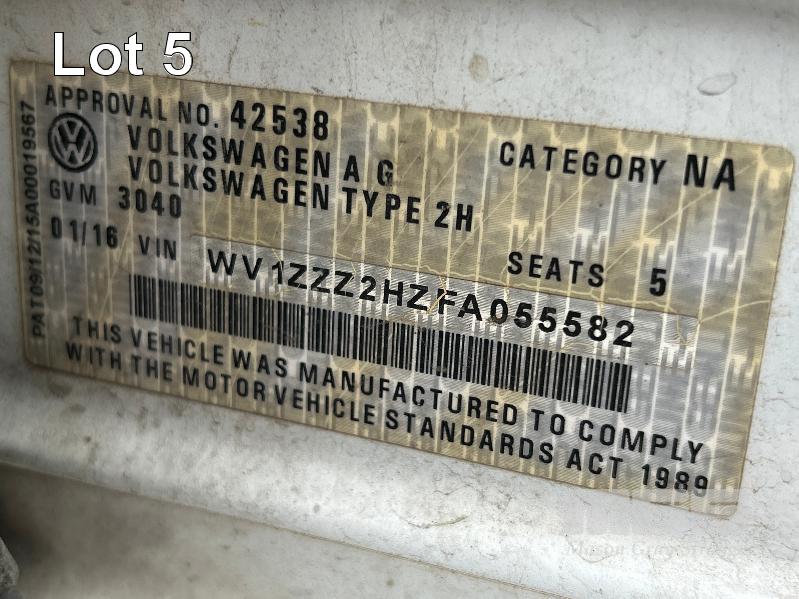 Lot 5
APPROVAL NO. 42538
VOLKSWAGEN A G
CATEGORY NA
VOLKSWAGEN TYPE 2H
GVM 3040
SEATS 5
01/16 VIN WV1ZZZ2HZFA055582
THIS VEHICLE WAS MANUFACTURED TO COMPLY
WITH THE MOTOR VEHICLE STANDARDS ACT 1989
PAT09/12/15A00019567